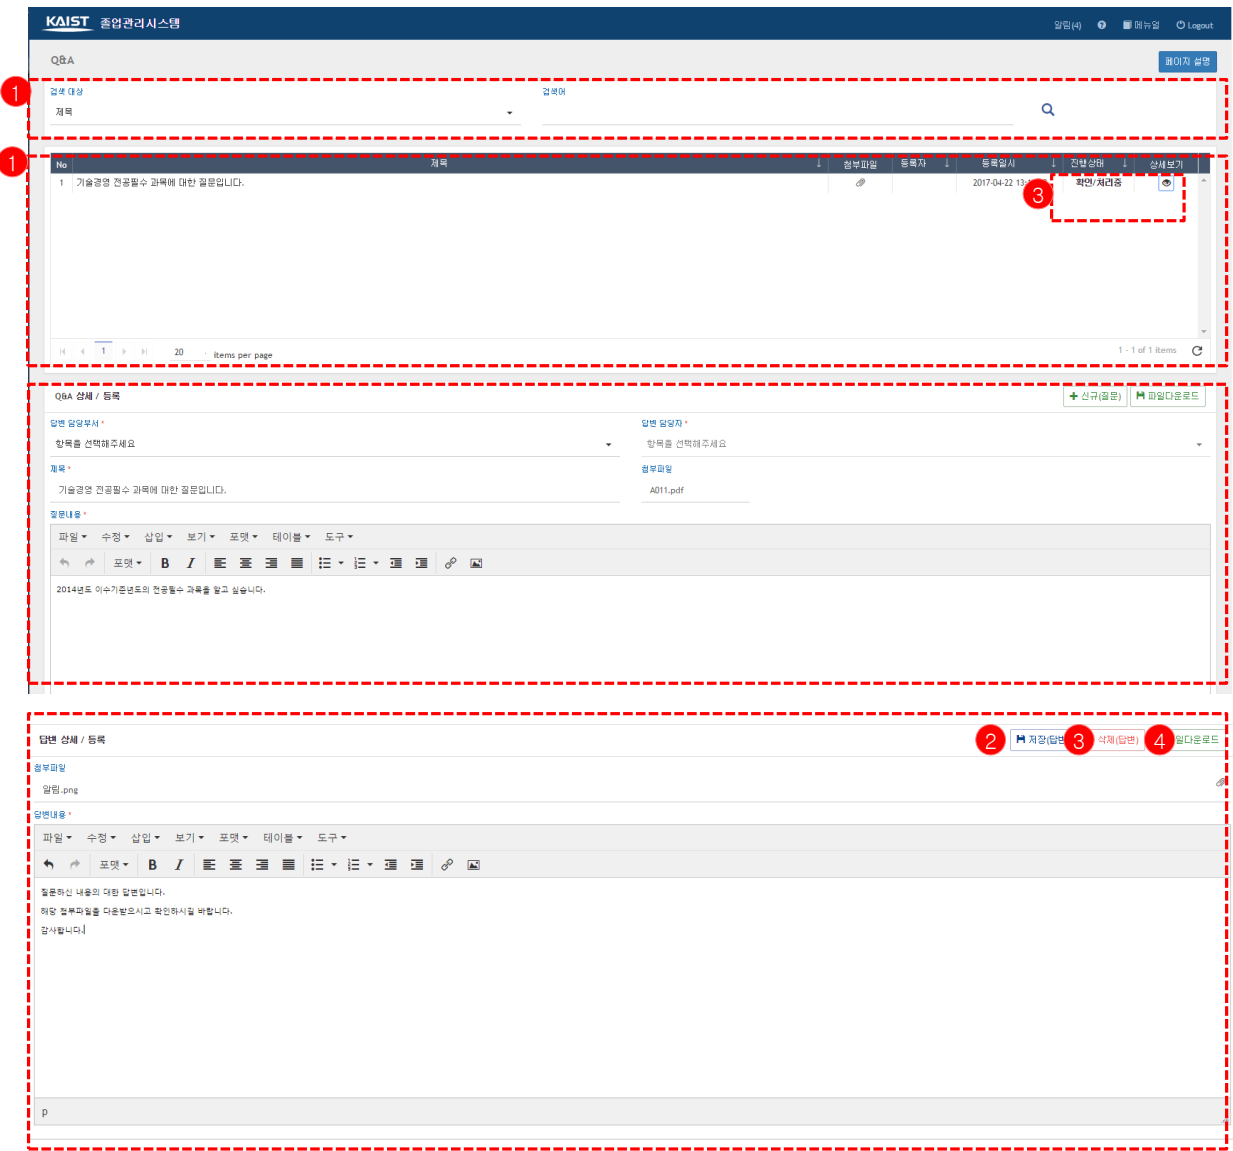 KAIST 졸업관리시스템
알림(4) 메뉴얼 Logout
Q&A
페이지 설명
1
검색 대상
검색어
제목
1
No 제목 첨부파일 등록자 등록일시 진행상태 상세보기
1 기술경영 전공필수 과목에 대한 질문입니다. 2017-04-22 13: 확인/처리중
3
1 20 items per page
1 - 1 of 1 items
Q&A 상세 / 등록
신규(질문) 파일다운로드
답변 담당부서 *
답변 담당자 *
항목을 선택해주세요
항목을 선택해주세요
제목 *
첨부파일
기술경영 전공필수 과목에 대한 질문입니다.
A011.pdf
질문내용 *
파일 수정 삽입 보기 포맷 테이블 도구
포맷 B I
2014년도 이수기준년도의 전공필수 과목을 알고 싶습니다.
답변 상세 / 등록
2 저장(답변 3 삭제(답변) 4 일다운로드
첨부파일
알림.png
답변내용 *
파일 수정 삽입 보기 포맷 테이블 도구
포맷 B I
질문하신 내용의 대한 답변입니다.
해당 첨부파일을 다운받으시고 확인하시길 바랍니다.
감사합니다.
p